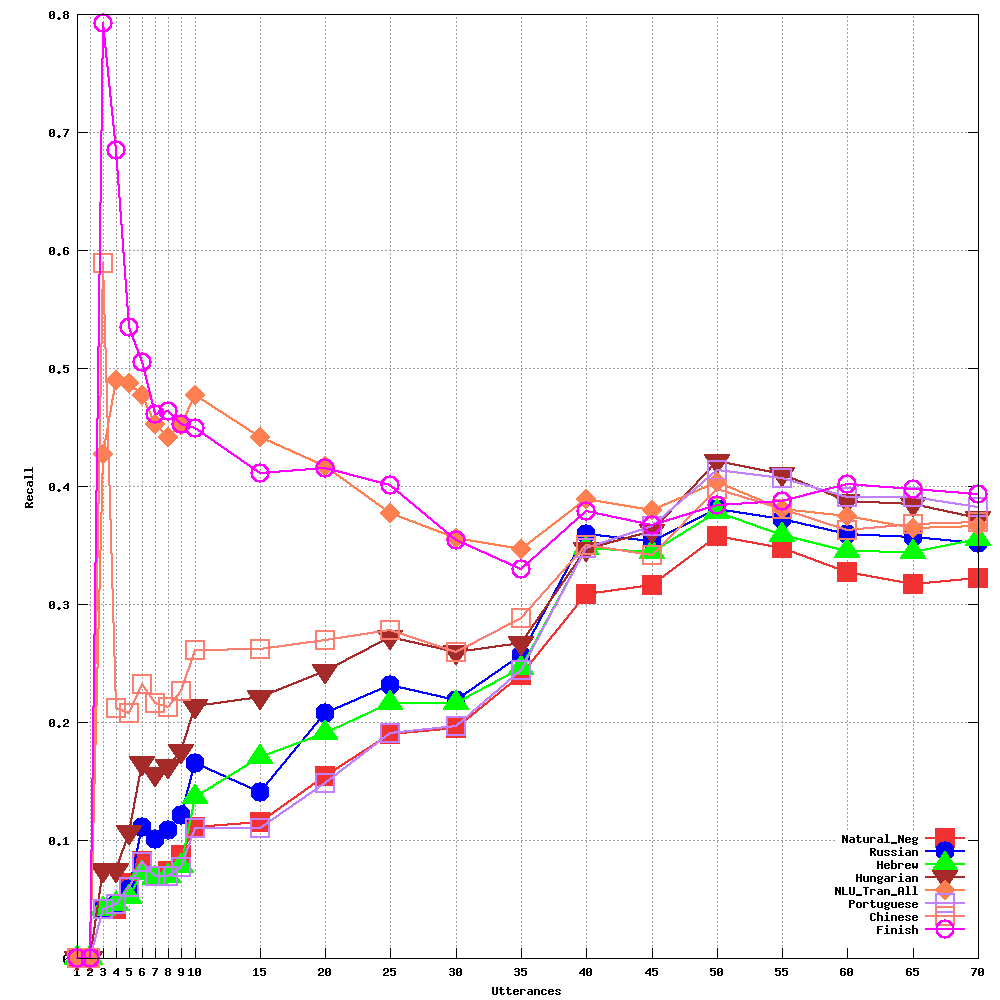 0.8
0.7
0.6
0.5
0.4
0.3
0.2
0.1
0
Recall
1 2 3 4 5 6 7 8 9 10 15 20 25 30 35 40 45 50 55 60 65 70
Utterances
Natural_Neg
Russian
Hebrew
Hungarian
NLU_Tran_All
Portuguese
Chinese
Finish